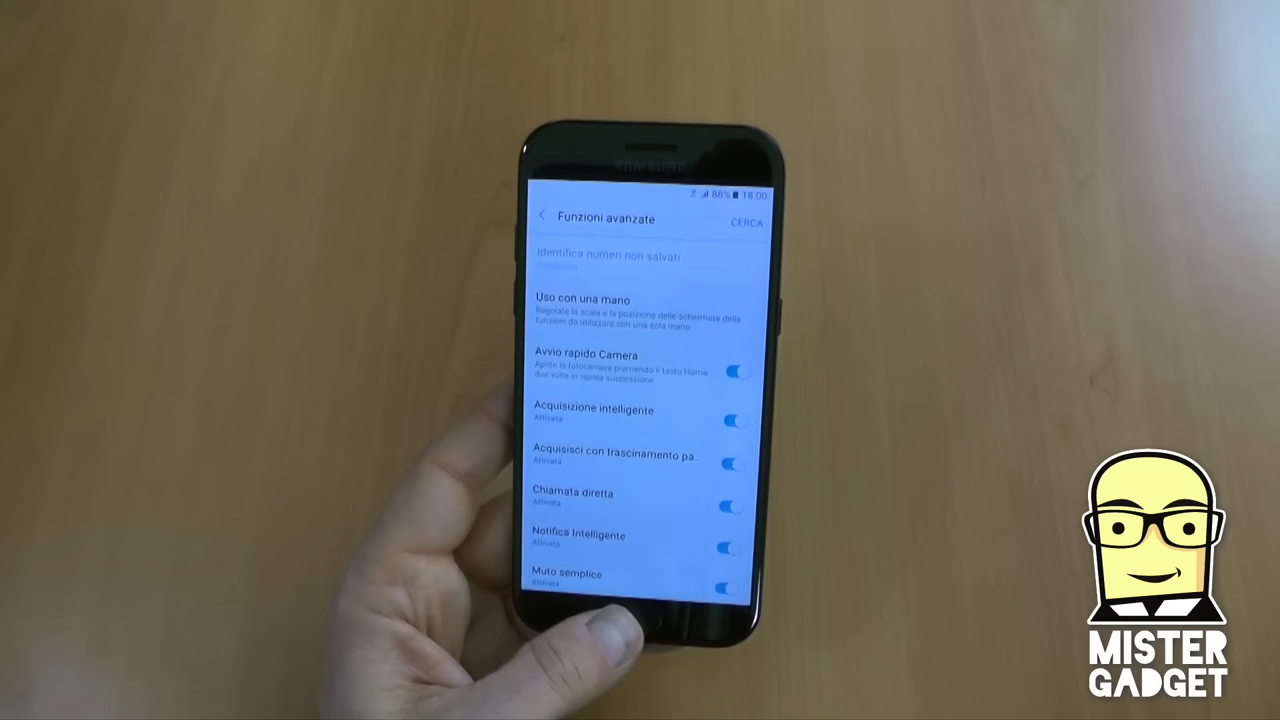 SAMSUNG
88% 18:00
Funzioni avanzate
CERCA
Identifica numeri non salvati
Disattivata
Uso con una mano
Regolate la scala e la posizione delle schermate della
funzioni da utilizzare con una sola mano.
Avvio rapido Camera
Aprite la fotocamera premendo il tasto Home
due volte in rapida successione.
Acquisizione intelligente
Attivata
Acquisisci con trascinamento pa..
Attivata
Chiamata diretta
Attivata
Notifica Intelligente
Attivata
Muto semplice
Attivata
MISTER
GADGET